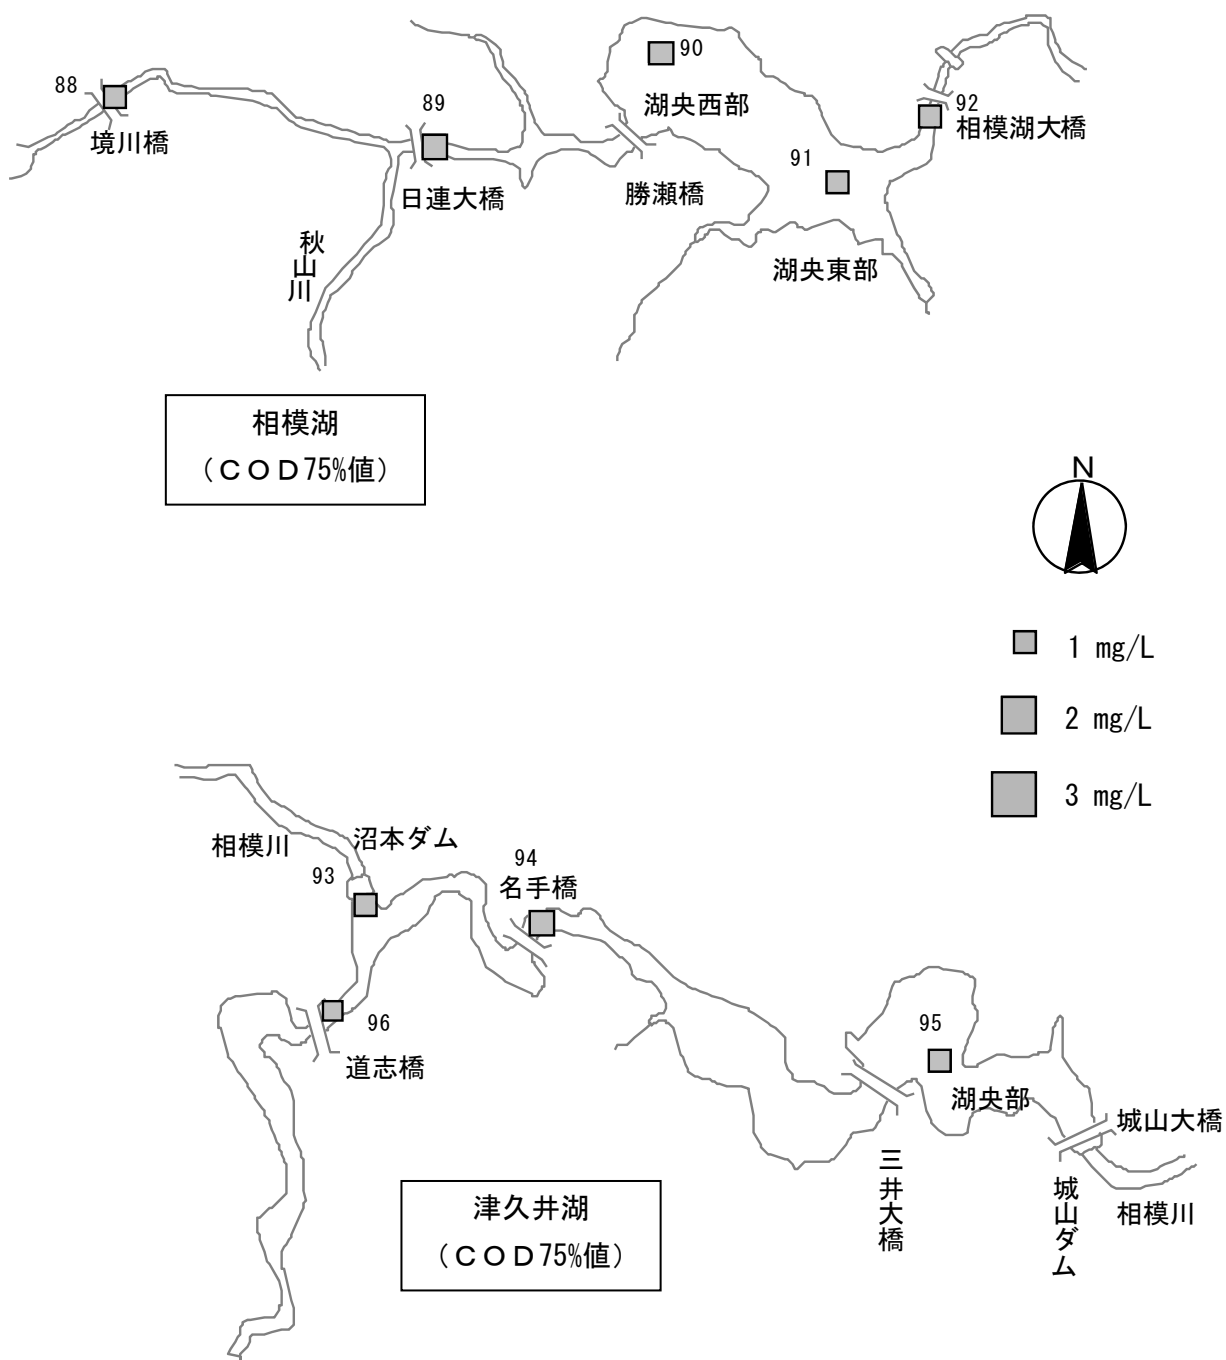 88
境川橋
89
日連大橋
秋山川
90
湖央西部
勝瀬橋
91
湖央東部
92
相模湖大橋
相模湖
（ＣＯＤ75%値）
N
1 mg/L
2 mg/L
3 mg/L
相模川
沼本ダム
93
94
名手橋
96
道志橋
95
湖央部
三井大橋
城山大橋
城山ダム
相模川
津久井湖
（ＣＯＤ75%値）